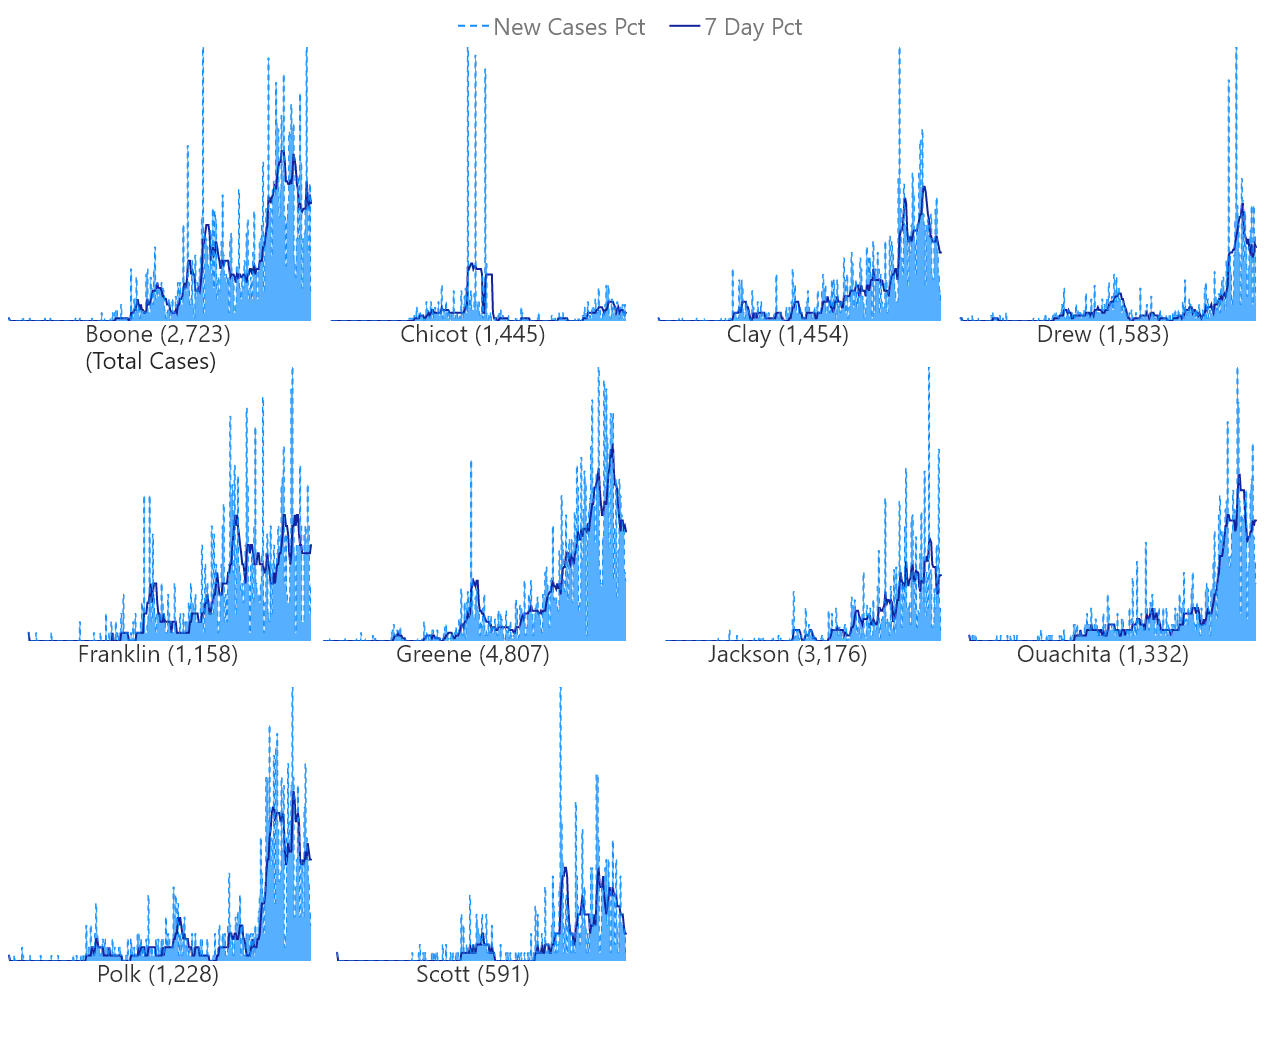 New Cases Pct 7 Day Pct
Boone (2,723)
(Total Cases)
Chicot (1,445)
Clay (1,454)
Drew (1,583)
Franklin (1,158)
Greene (4,807)
Jackson (3,176)
Ouachita (1,332)
Polk (1,228)
Scott (591)